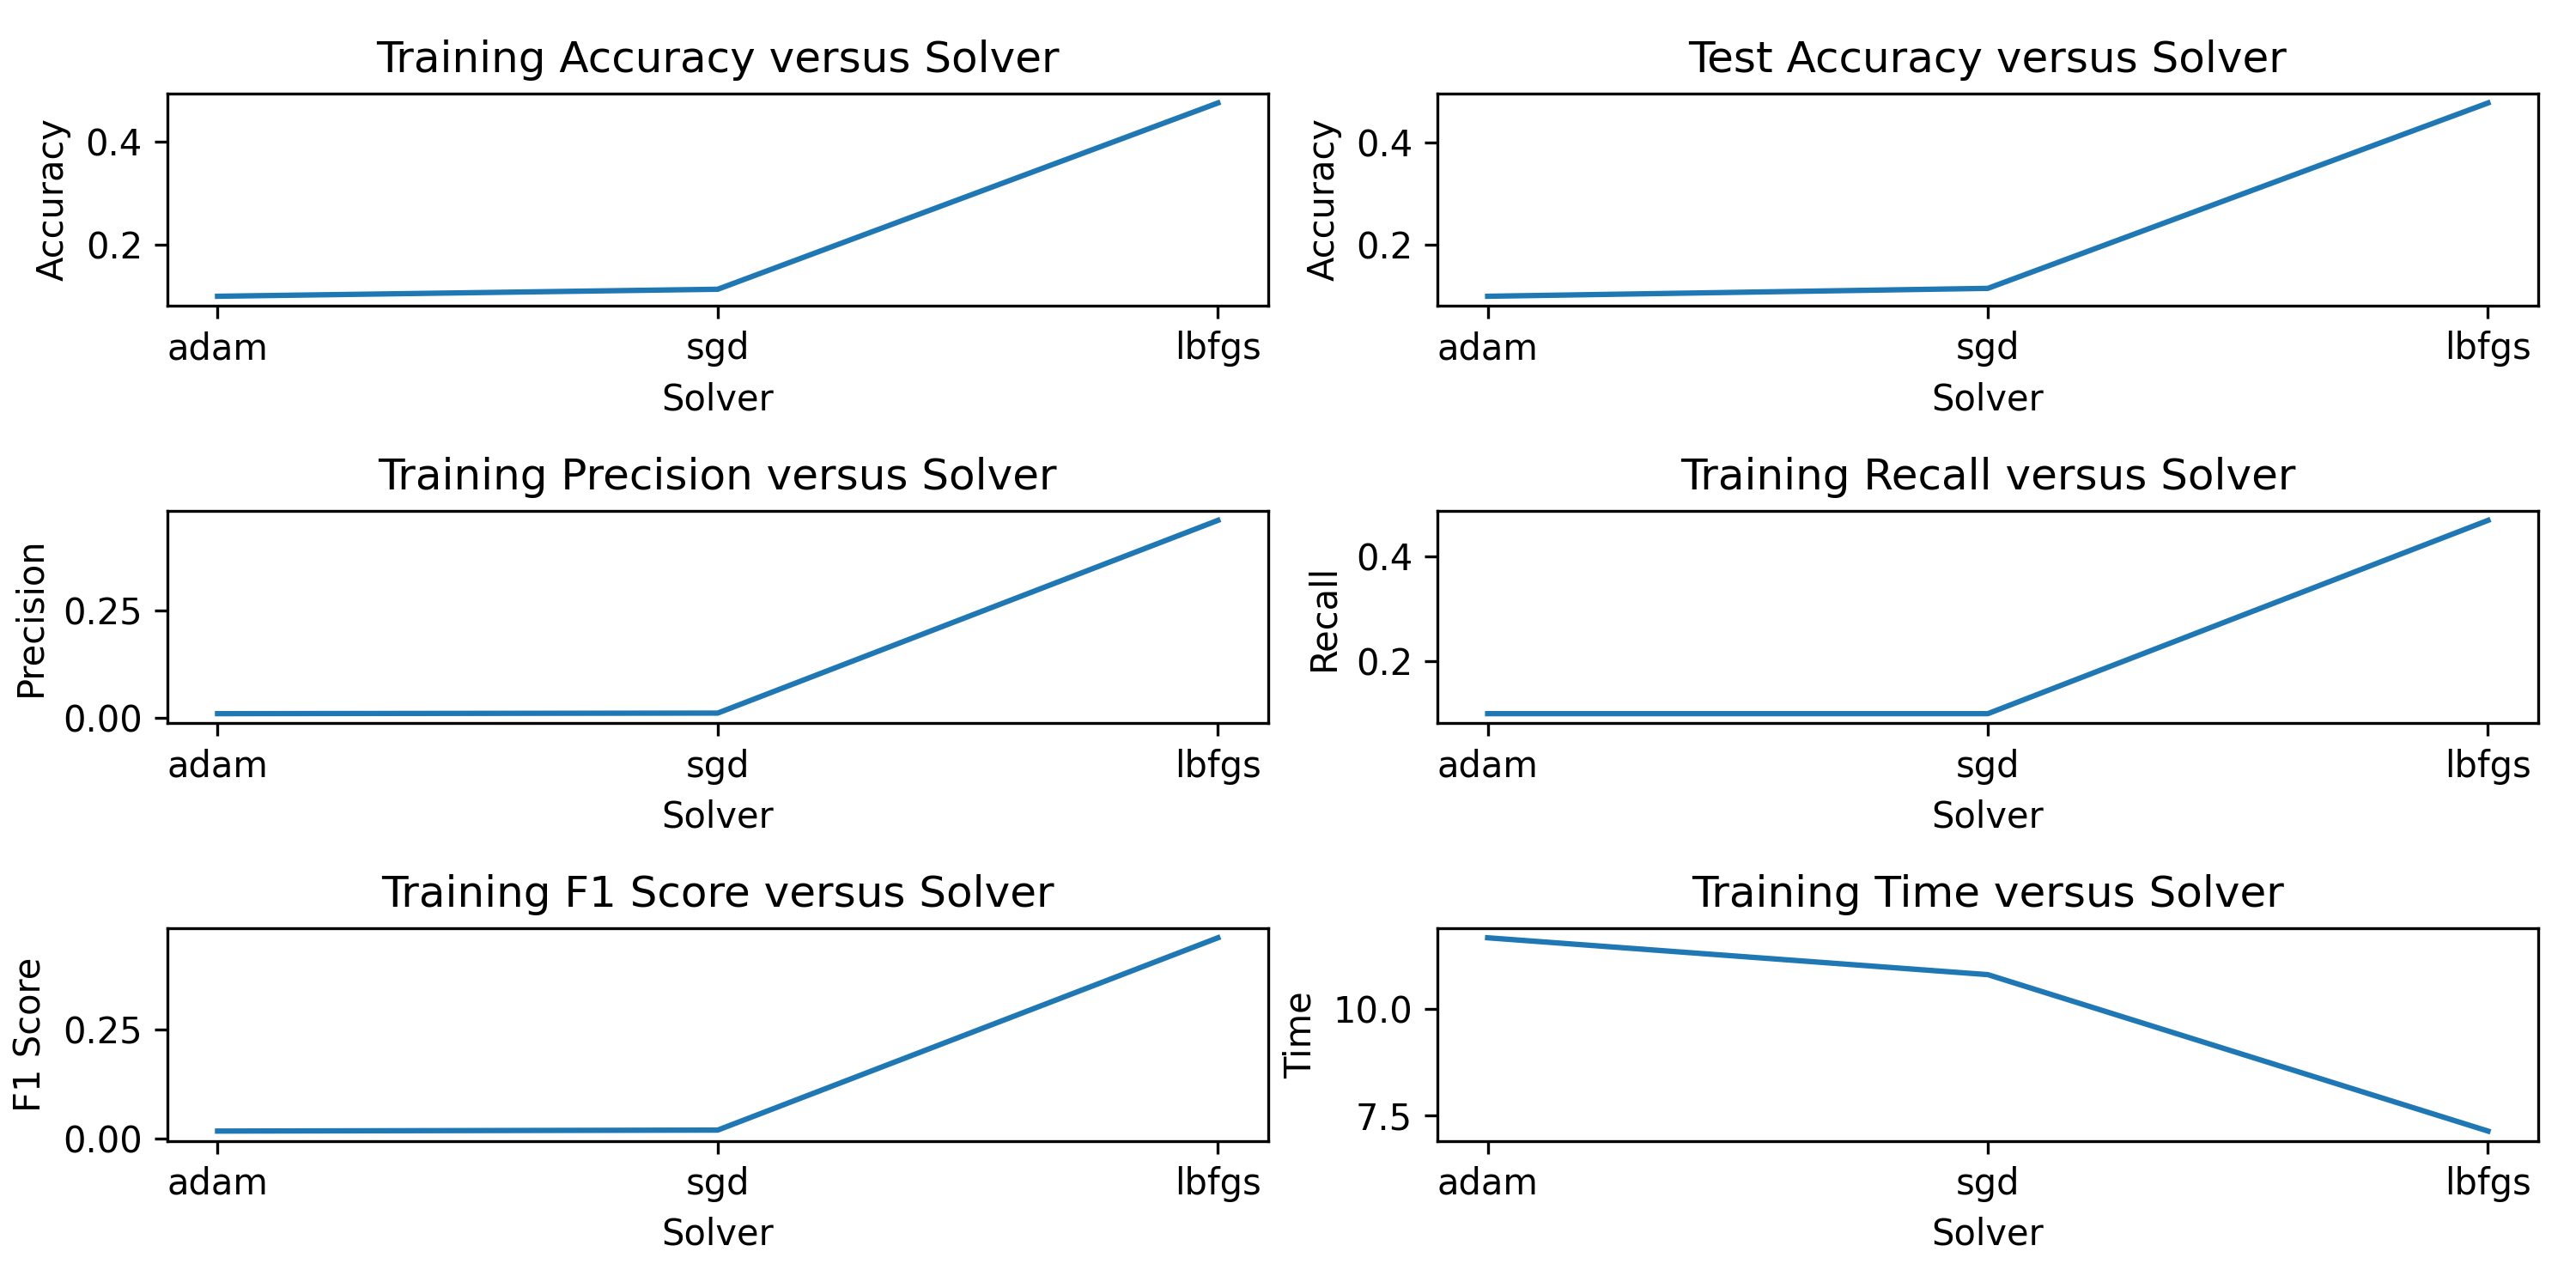 Training Accuracy versus Solver
Accuracy
0.4
0.2
adam sgd lbfgs
Solver
Test Accuracy versus Solver
Accuracy
0.4
0.2
adam sgd lbfgs
Solver
Training Precision versus Solver
Precision
0.25
0.00
adam sgd lbfgs
Solver
Training Recall versus Solver
Recall
0.4
0.2
adam sgd lbfgs
Solver
Training F1 Score versus Solver
F1 Score
0.25
0.00
adam sgd lbfgs
Solver
Training Time versus Solver
Time
10.0
7.5
adam sgd lbfgs
Solver